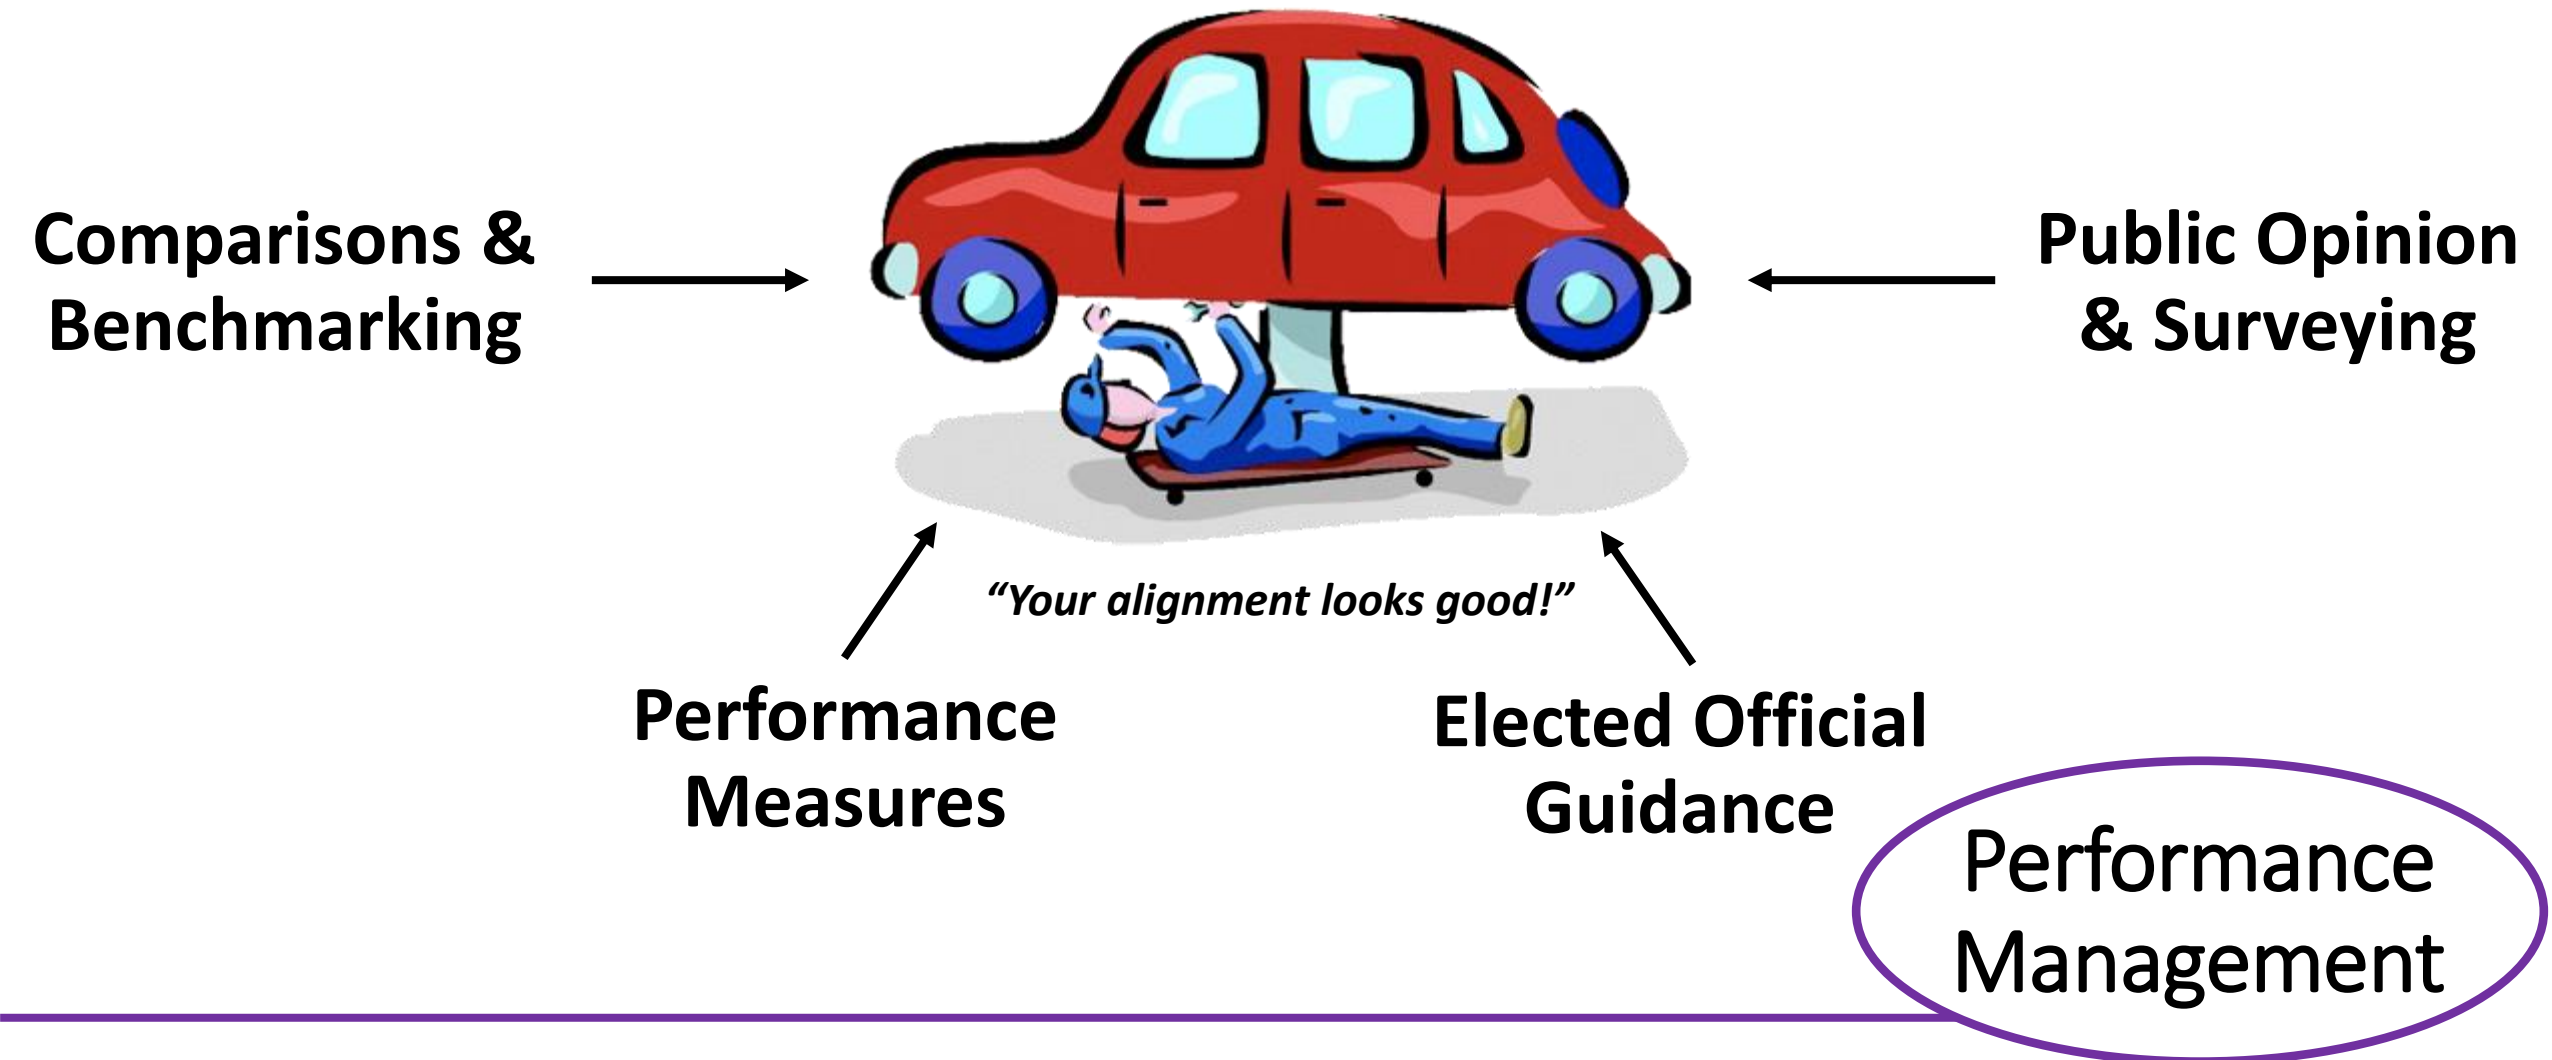 Comparisons &
Benchmarking
Public Opinion
& Surveying
“Your alignment looks good!”
Performance
Measures
Elected Official
Guidance
Performance
Management